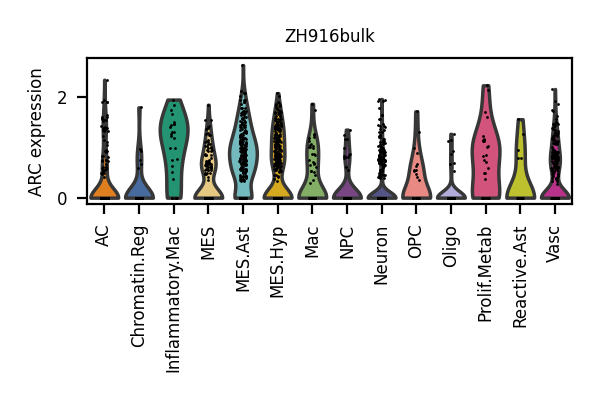 ZH916bulk
ARC expression
2
0
AC
Chromatin.Reg
Inflammatory.Mac
MES
MES.Ast
MES.Hyp
Mac
NPC
Neuron
OPC
Oligo
Prolif.Metab
Reactive.Ast
Vasc